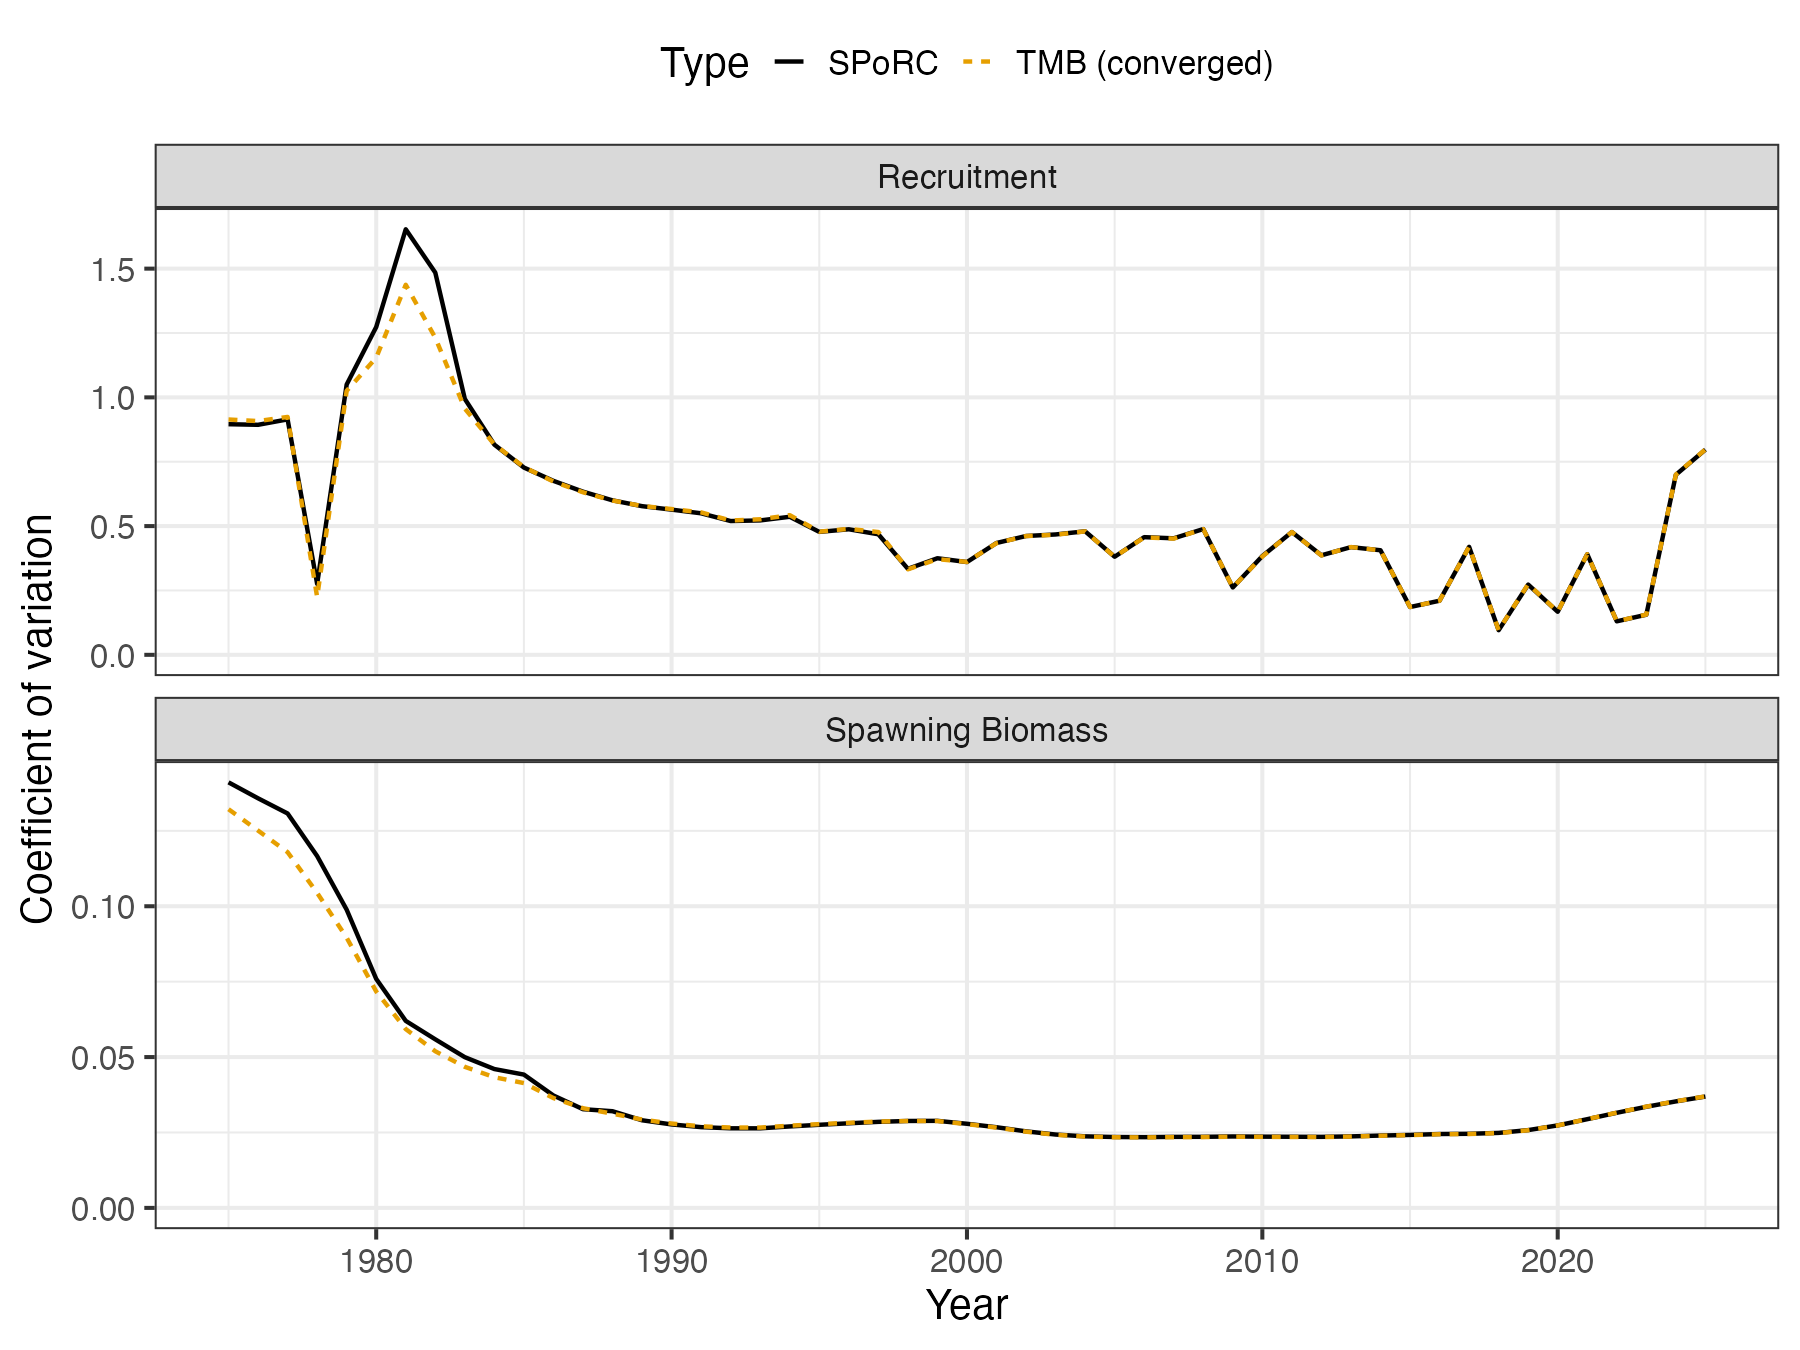 Type SPoRC TMB (converged)
Recruitment
1.5
1.0
0.5
0.0
Coefficient of variation
Spawning Biomass
0.10
0.05
0.00
1980 1990 2000 2010 2020
Year